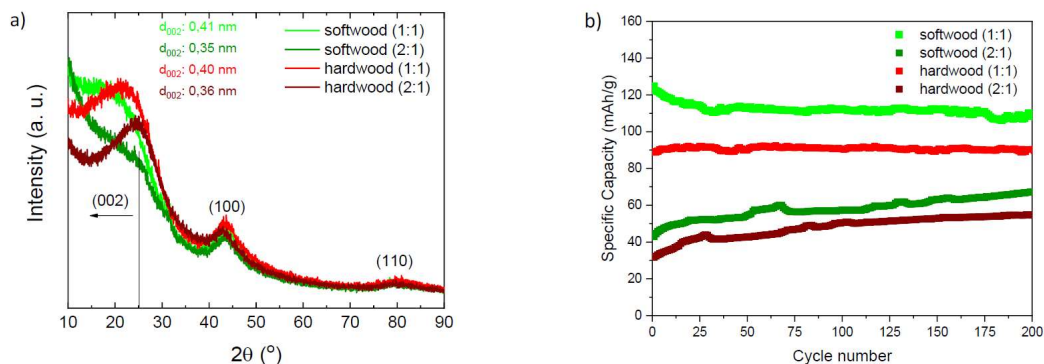 a)
d002: 0,41 nm
d002: 0,35 nm
d002: 0,40 nm
d002: 0,36 nm
softwood (1:1)
softwood (2:1)
hardwood (1:1)
hardwood (2:1)
Intensity (a. u.)
(002)
(100)
(110)
10 20 30 40 50 60 70 80 90
2θ (°)
b)
160
140
120
100
80
60
40
20
0
Specific Capacity (mAh/g)
softwood (1:1)
softwood (2:1)
hardwood (1:1)
hardwood (2:1)
0 25 50 75 100 125 150 175 200
Cycle number